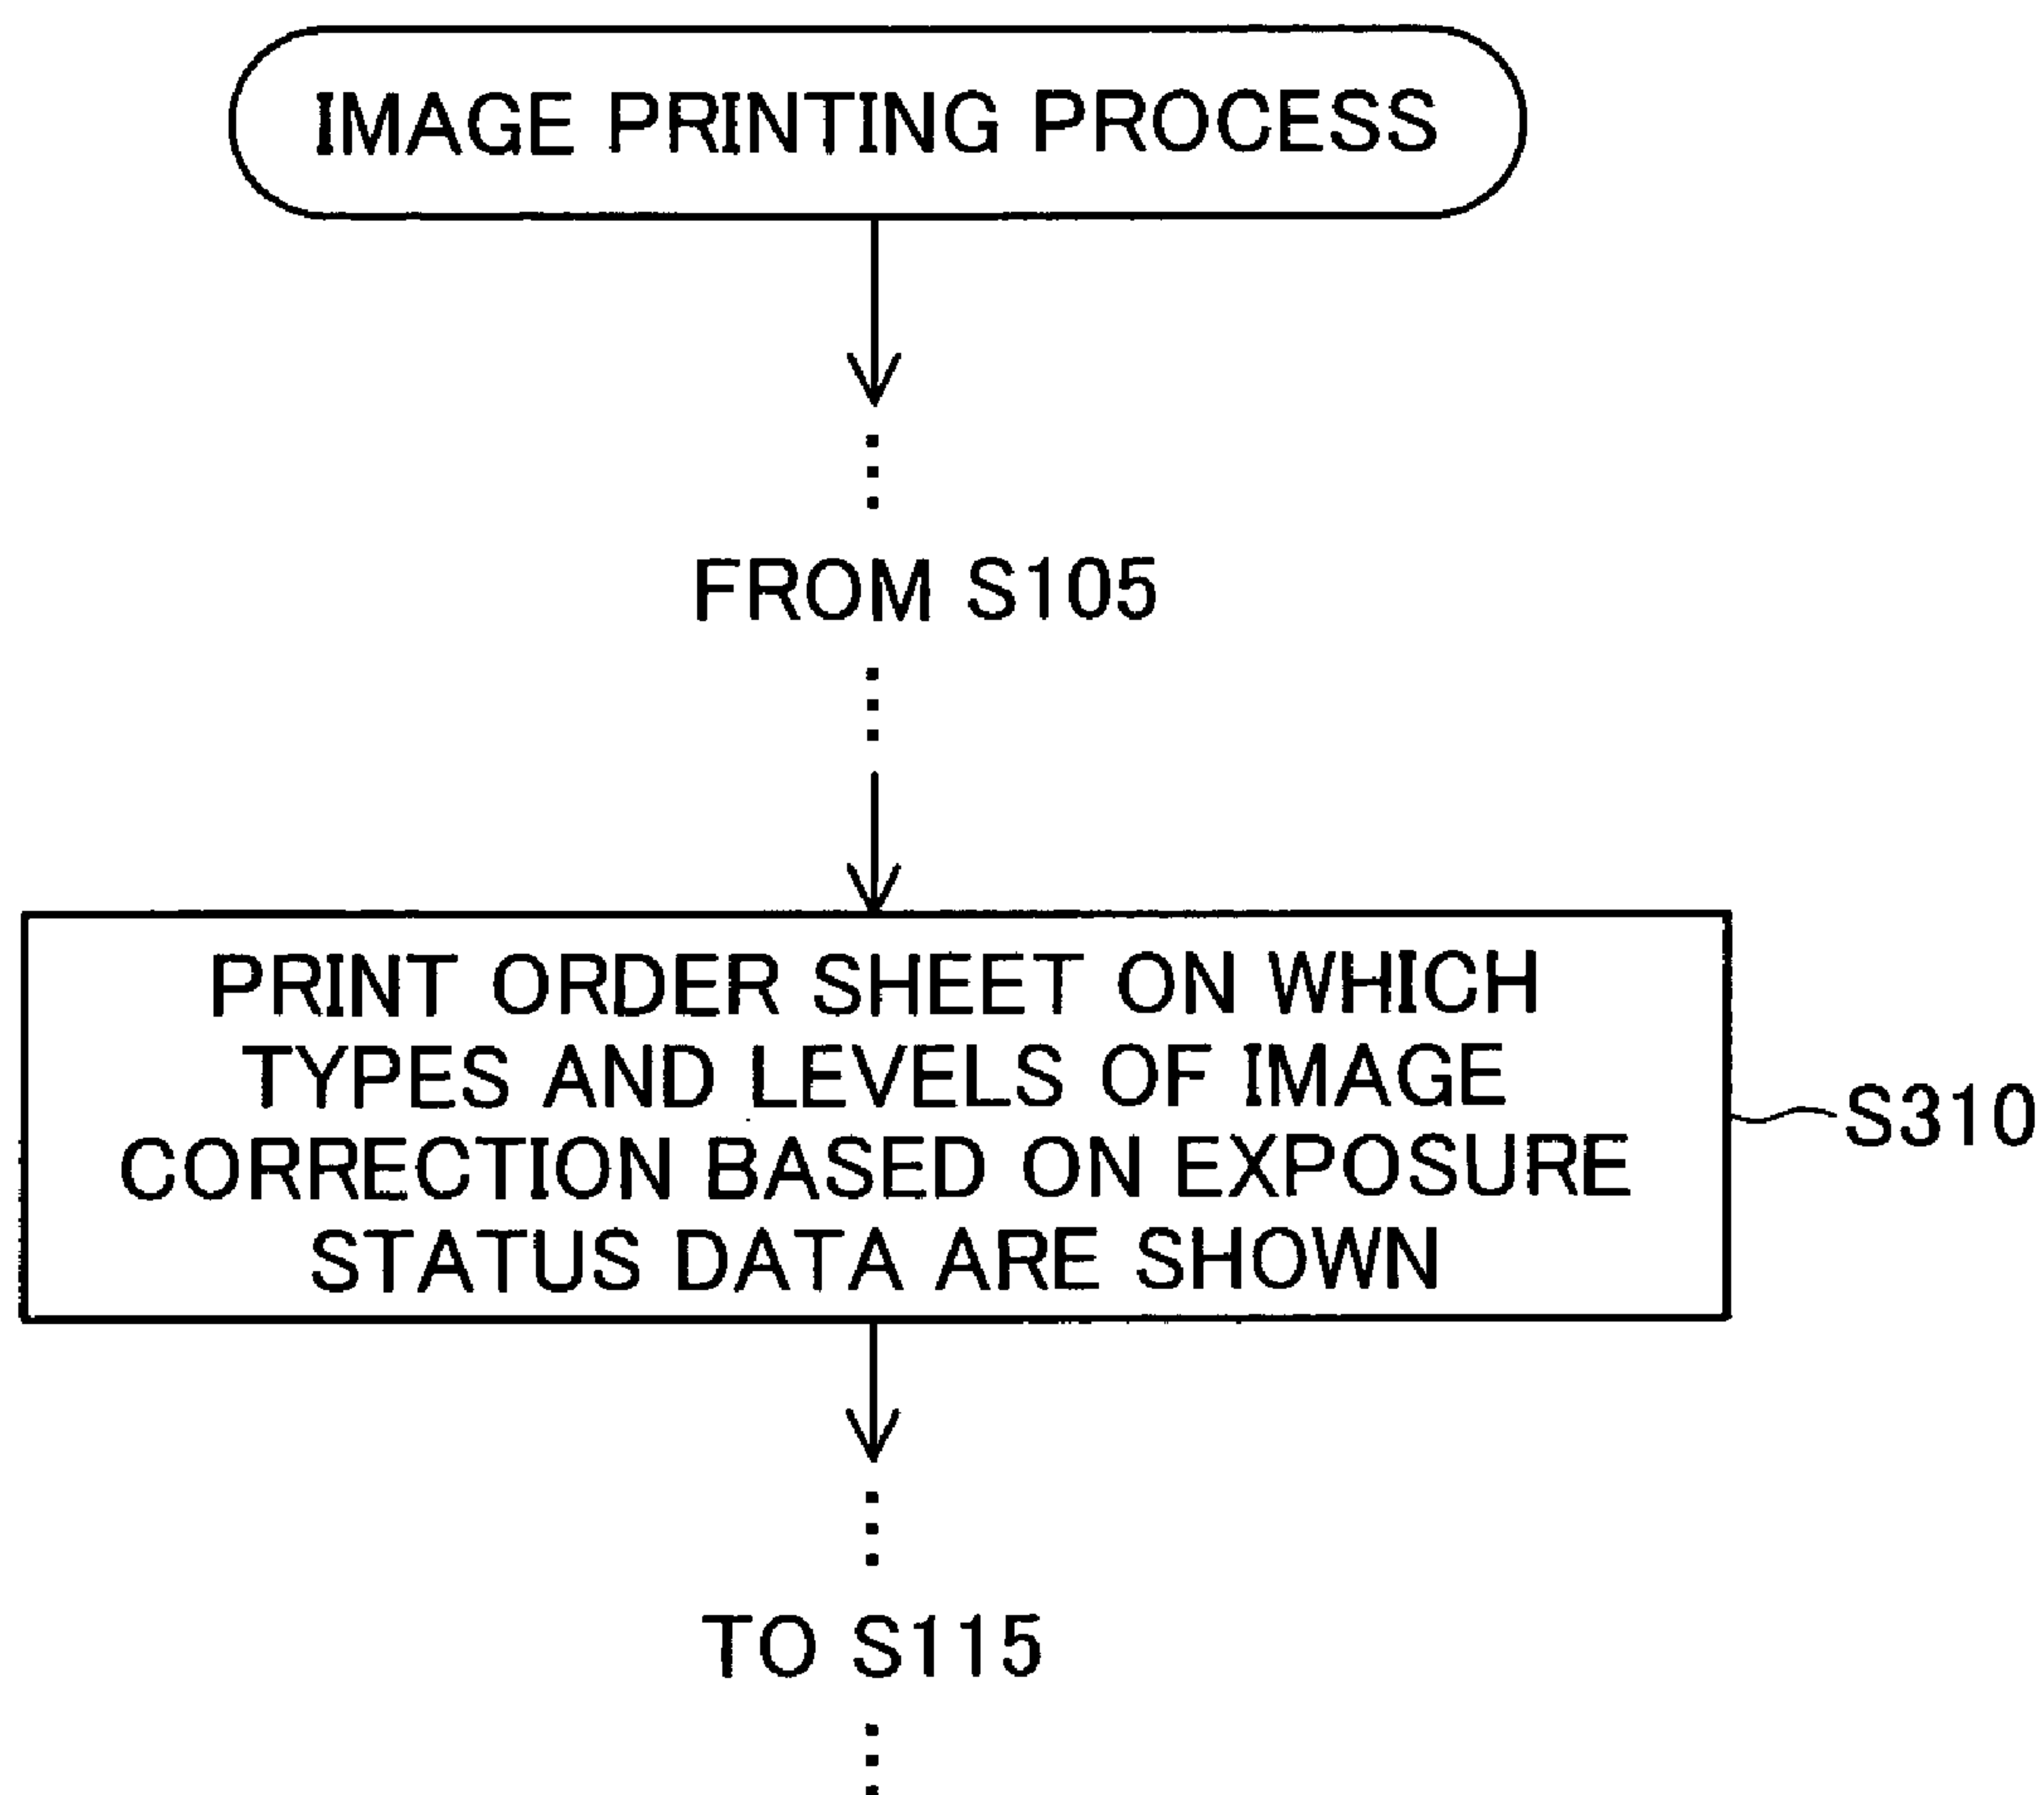 IMAGE PRINTING PROCESS
FROM S105
PRINT ORDER SHEET ON WHICH
TYPES AND LEVELS OF IMAGE
CORRECTION BASED ON EXPOSURE
STATUS DATA ARE SHOWN
S310
TO S115